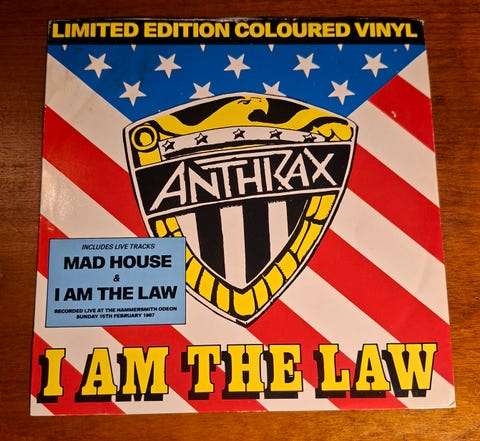 LIMITED EDITION COLOURED VINYL
ANTHRAX
INCLUDES LIVE TRACKS
MAD HOUSE
&
I AM THE LAW
RECORDED LIVE AT THE HAMMERSMITH ODEON
SUNDAY 15TH FEBRUARY 1987
I AM THE LAW